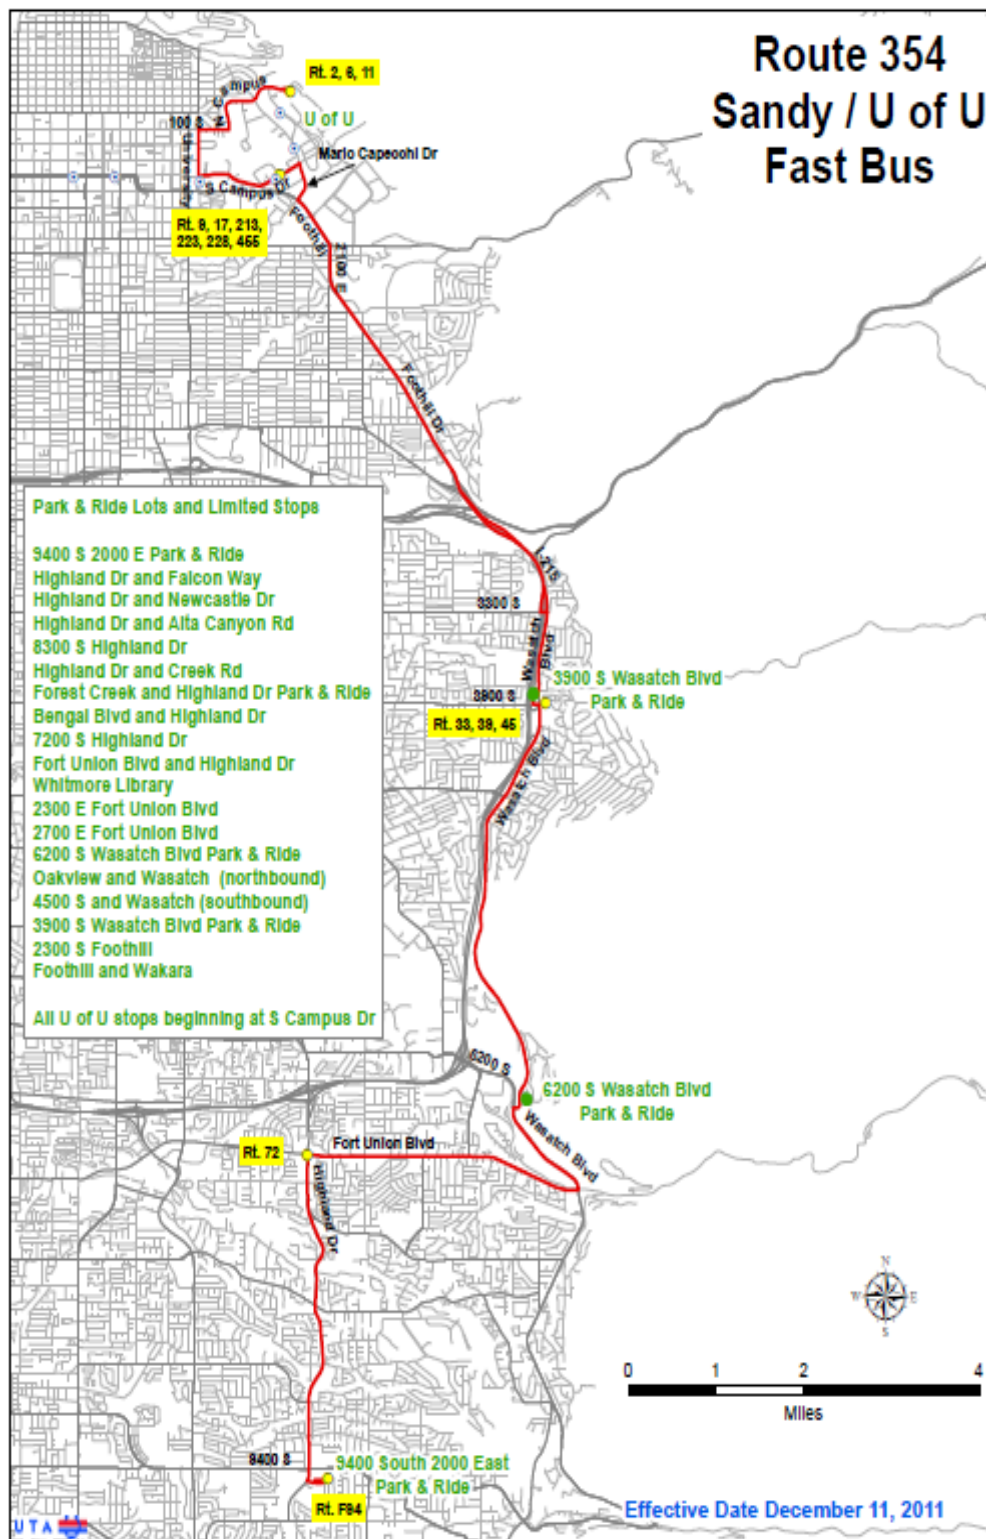 Route 354
Sandy / U of U
Fast Bus
Rt. 2, 6, 11
Campus
U of U
100 S
N
University
Mario Capecchi Dr
S Campus Dr
Foothill
Rt. 9, 17, 213,
223, 228, 455
2100 E
Foothill Dr
Park & Ride Lots and Limited Stops
9400 S 2000 E Park & Ride
Highland Dr and Falcon Way
Highland Dr and Newcastle Dr
Highland Dr and Alta Canyon Rd
8300 S Highland Dr
Highland Dr and Creek Rd
Forest Creek and Highland Dr Park & Ride
Bengal Blvd and Highland Dr
7200 S Highland Dr
Fort Union Blvd and Highland Dr
Whitmore Library
2300 E Fort Union Blvd
2700 E Fort Union Blvd
6200 S Wasatch Blvd Park & Ride
Oakview and Wasatch (northbound)
4500 S and Wasatch (southbound)
3900 S Wasatch Blvd Park & Ride
2300 S Foothill
Foothill and Wakara
All U of U stops beginning at S Campus Dr
I-215
3300 S
Wasatch
Blvd
3900 S
3900 S Wasatch Blvd
Park & Ride
Rt. 33, 39, 45
Wasatch Blvd
6200 S
6200 S Wasatch Blvd
Park & Ride
Wasatch Blvd
Rt. 72
Fort Union Blvd
Highland Dr
N
W
E
S
0 1 2 4
Miles
9400 S
9400 South 2000 East
Park & Ride
Rt. F94
Effective Date December 11, 2011
UTA